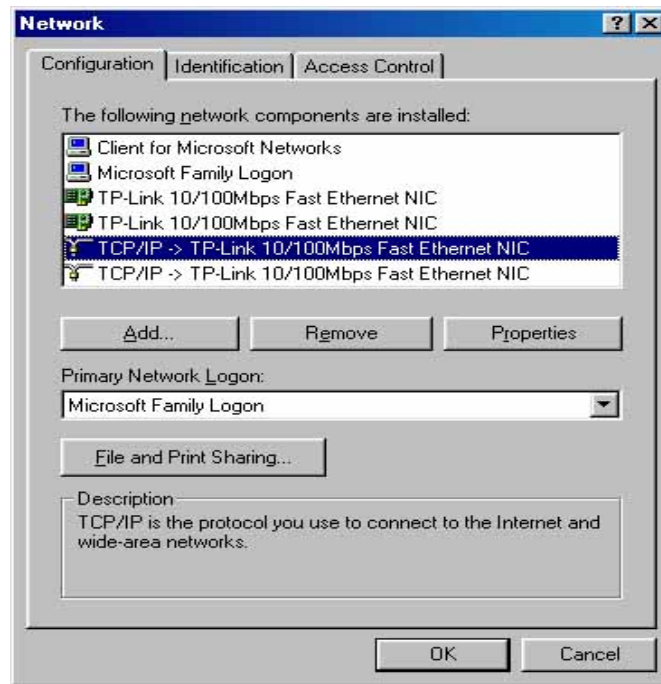 Network
Configuration Identification Access Control
The following network components are installed:
Client for Microsoft Networks
Microsoft Family Logon
TP-Link 10/100Mbps Fast Ethernet NIC
TP-Link 10/100Mbps Fast Ethernet NIC
TCP/IP -> TP-Link 10/100Mbps Fast Ethernet NIC
TCP/IP -> TP-Link 10/100Mbps Fast Ethernet NIC
Add... Remove Properties
Primary Network Logon:
Microsoft Family Logon
File and Print Sharing...
Description
TCP/IP is the protocol you use to connect to the Internet and
wide-area networks.
OK Cancel